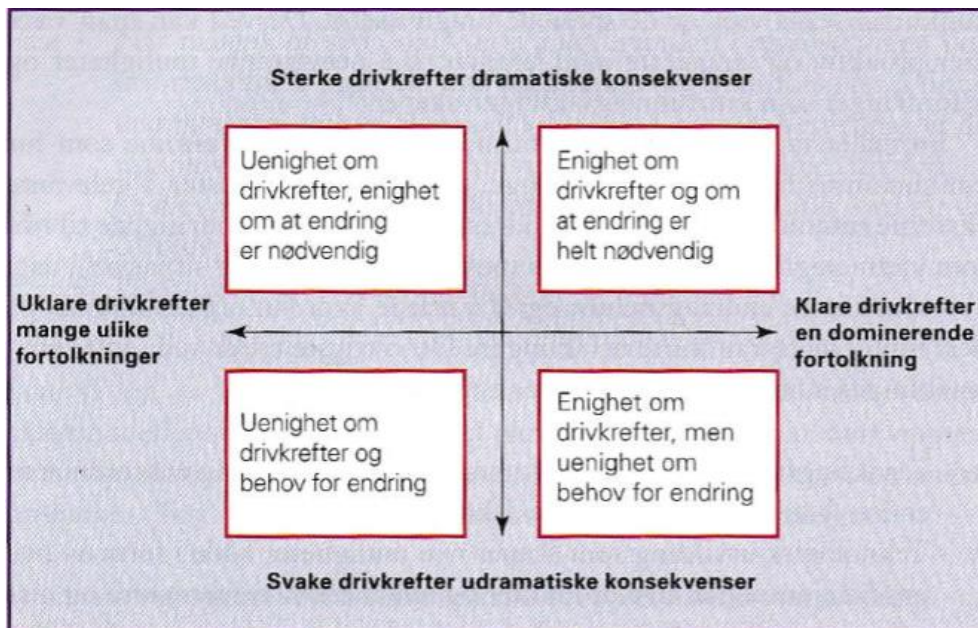 Sterke drivkrefter dramatiske konsekvenser
Uenighet om
drivkrefter, enighet
om at endring
er nødvendig
Enighet om
drivkrefter og om
at endring er
helt nødvendig
Uklare drivkrefter
mange ulike
fortolkninger
Klare drivkrefter
en dominerende
fortolkning
Uenighet om
drivkrefter og
behov for endring
Enighet om
drivkrefter, men
uenighet om
behov for endring
Svake drivkrefter udramatiske konsekvenser